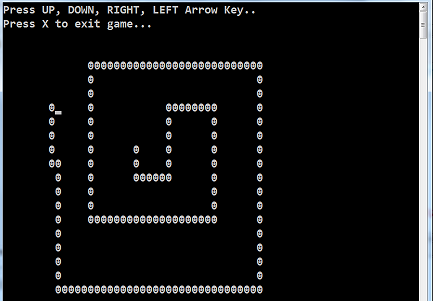 Press UP, DOWN, RIGHT, LEFT Arrow Key..
Press X to exit game...